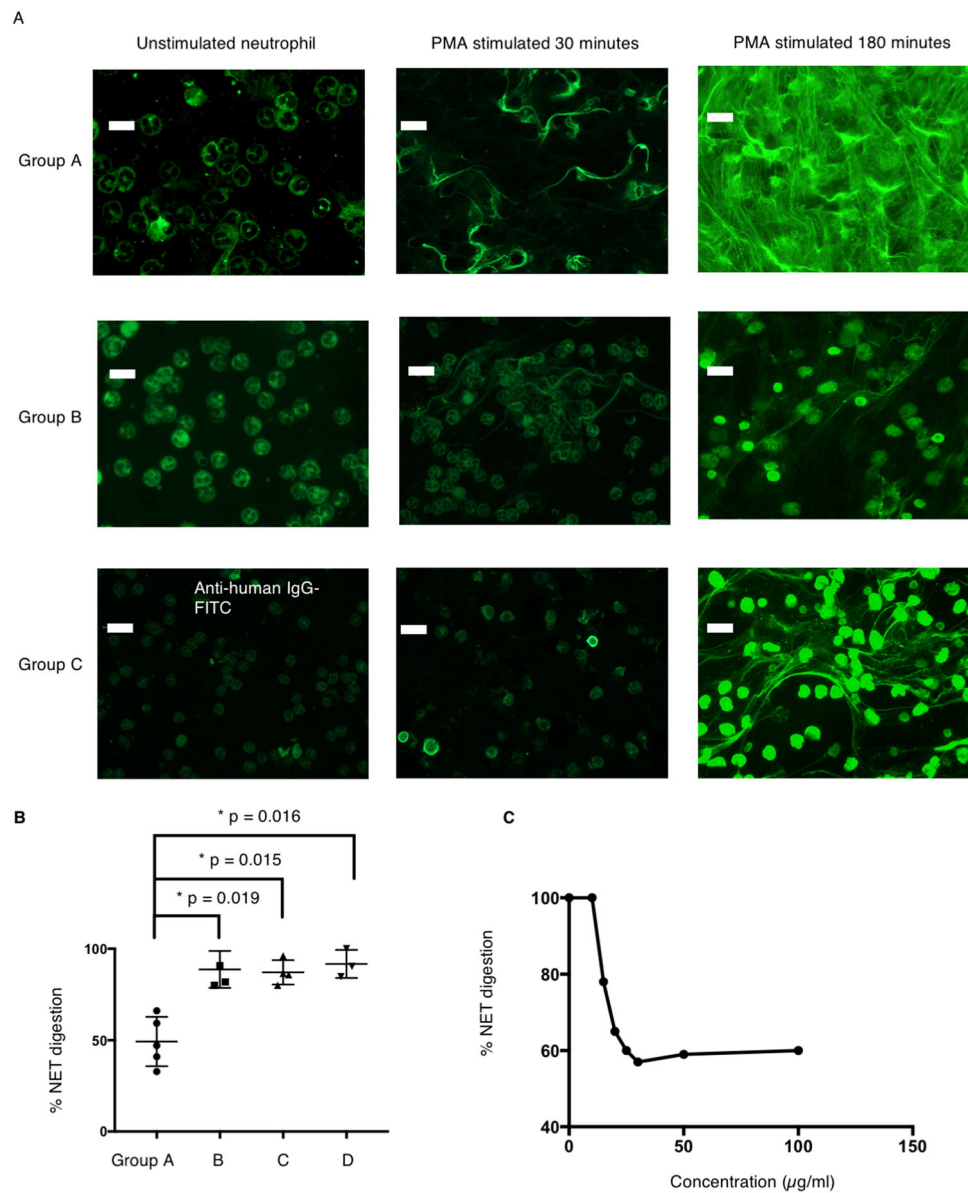 A
Unstimulated neutrophil
PMA stimulated 30 minutes
PMA stimulated 180 minutes
Group A
Group B
Anti-human IgG-
FITC
Group C
B
* p = 0.016
* p = 0.015
* p = 0.019
100
50
0
% NET digestion
Group A
B
C
D
C
100
80
60
40
% NET digestion
0
50
100
150
Concentration (µg/ml)